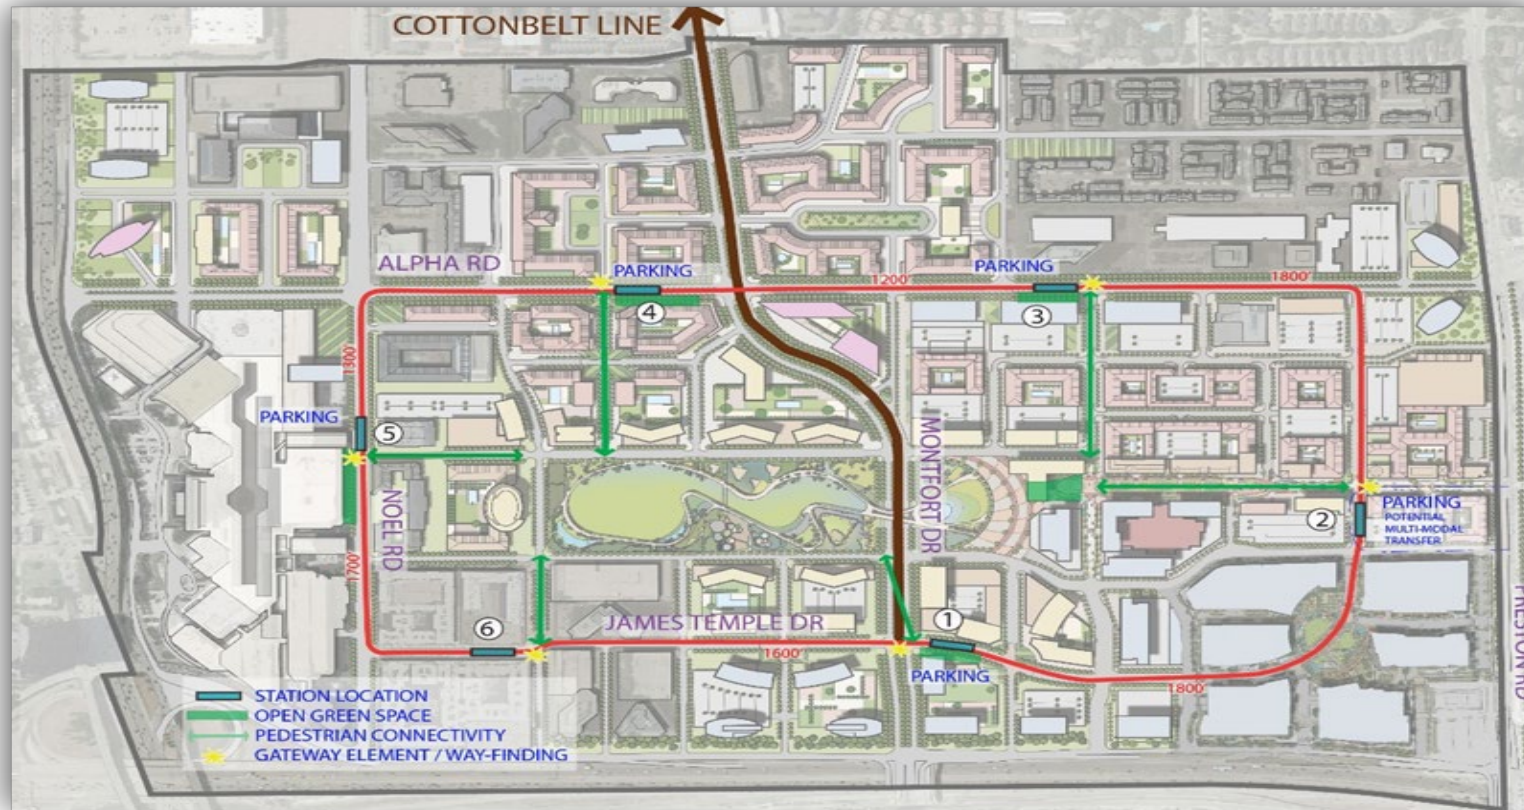 COTTONBELT LINE
ALPHA RD
PARKING
PARKING
1200'
1800'
4
3
1300'
PARKING
5
MONTFORT DR
NOEL RD
2
PARKING
POTENTIAL
MULTI-MODAL
TRANSFER
1700'
6
JAMES TEMPLE DR
1
1600'
PARKING
1800'
PRESTON RD
STATION LOCATION
OPEN GREEN SPACE
PEDESTRIAN CONNECTIVITY
GATEWAY ELEMENT / WAY-FINDING